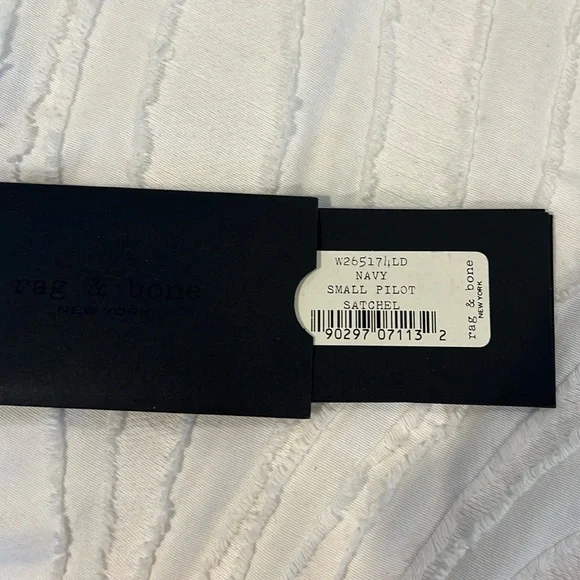 rag & bone
NEW YORK
W265174LD
NAVY
SMALL PILOT
SATCHEL
90297 07113 2
rag & bone
NEW YORK